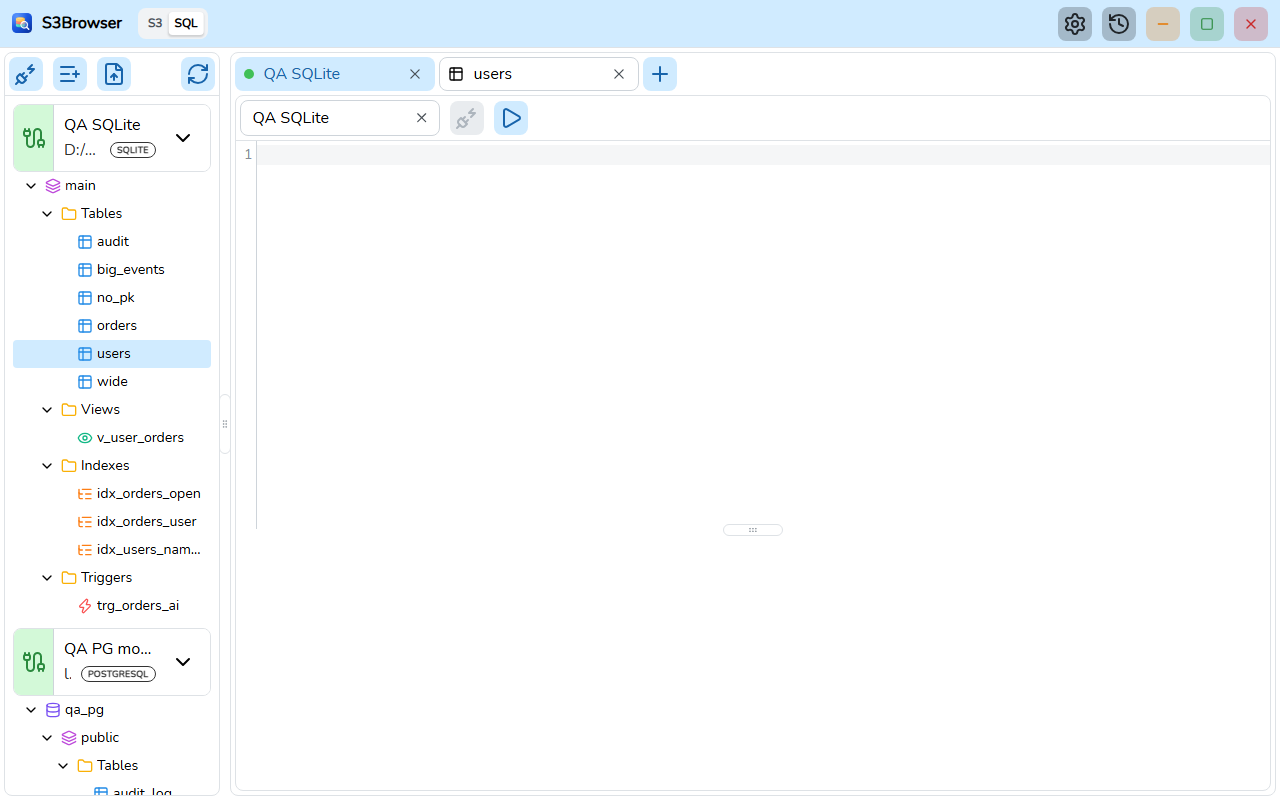 S3Browser
S3 SQL
QA SQLite
D:/... SQLITE
main
Tables
audit
big_events
no_pk
orders
users
wide
Views
v_user_orders
Indexes
idx_orders_open
idx_orders_user
idx_users_nam...
Triggers
trg_orders_ai
QA PG mo...
l. POSTGRESQL
qa_pg
public
Tables
audit_log
QA SQLite
users
QA SQLite
1